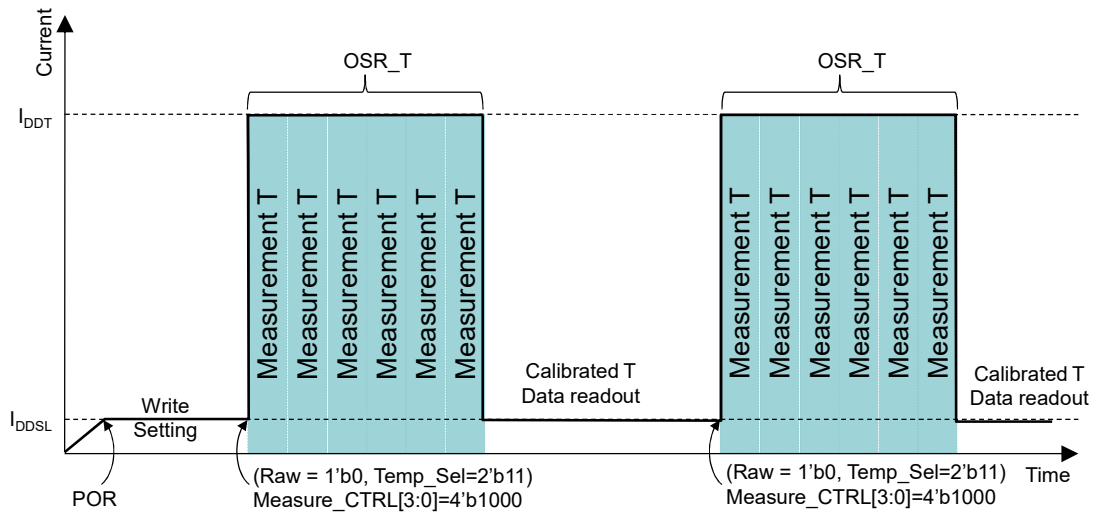 Current
OSR_T
OSR_T
I_DDT
Measurement T
Measurement T
Measurement T
Measurement T
Measurement T
Measurement T
Measurement T
Measurement T
Measurement T
Measurement T
Measurement T
Measurement T
Calibrated T
Data readout
Calibrated T
Data readout
I_DDSL
Write
Setting
POR
(Raw = 1’b0, Temp_Sel=2’b11)
Measure_CTRL[3:0]=4’b1000
(Raw = 1’b0, Temp_Sel=2’b11)
Measure_CTRL[3:0]=4’b1000
Time